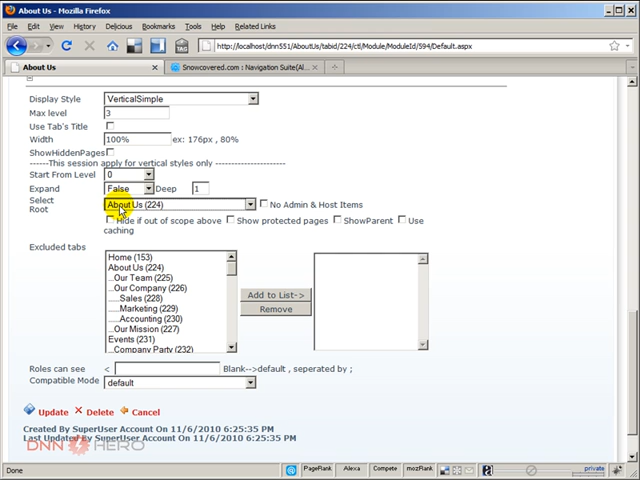 About Us - Mozilla Firefox
File Edit View History Delicious Bookmarks Tools Help Related Links
http://localhost/dnn551/AboutUs/tabid/224/ctl/Module/ModuleId/594/Default.aspx
About Us
Snowcovered.com : Navigation Suite(Al...
Display Style VerticalSimple
Max level 3
Use Tab's Title
Width 100% ex: 176px , 80%
ShowHiddenPages
------This session apply for vertical styles only ----------------------
Start From Level 0
Expand False Deep 1
Select Root About Us (224) No Admin & Host Items
Hide if out of scope above Show protected pages ShowParent Use caching
Excluded tabs
Home (153)
About Us (224)
...Our Team (225)
...Our Company (226)
......Sales (228)
......Marketing (229)
......Accounting (230)
...Our Mission (227)
Events (231)
...Company Party (232)
Add to List->
Remove
Roles can see < Blank-->default , seperated by ;
Compatible Mode default
Update Delete Cancel
Created By SuperUser Account On 11/6/2010 6:25:35 PM
Last Updated By SuperUser Account On 11/6/2010 6:25:35 PM
DNN HERO
Done
PageRank Alexa Compete mozRank
private